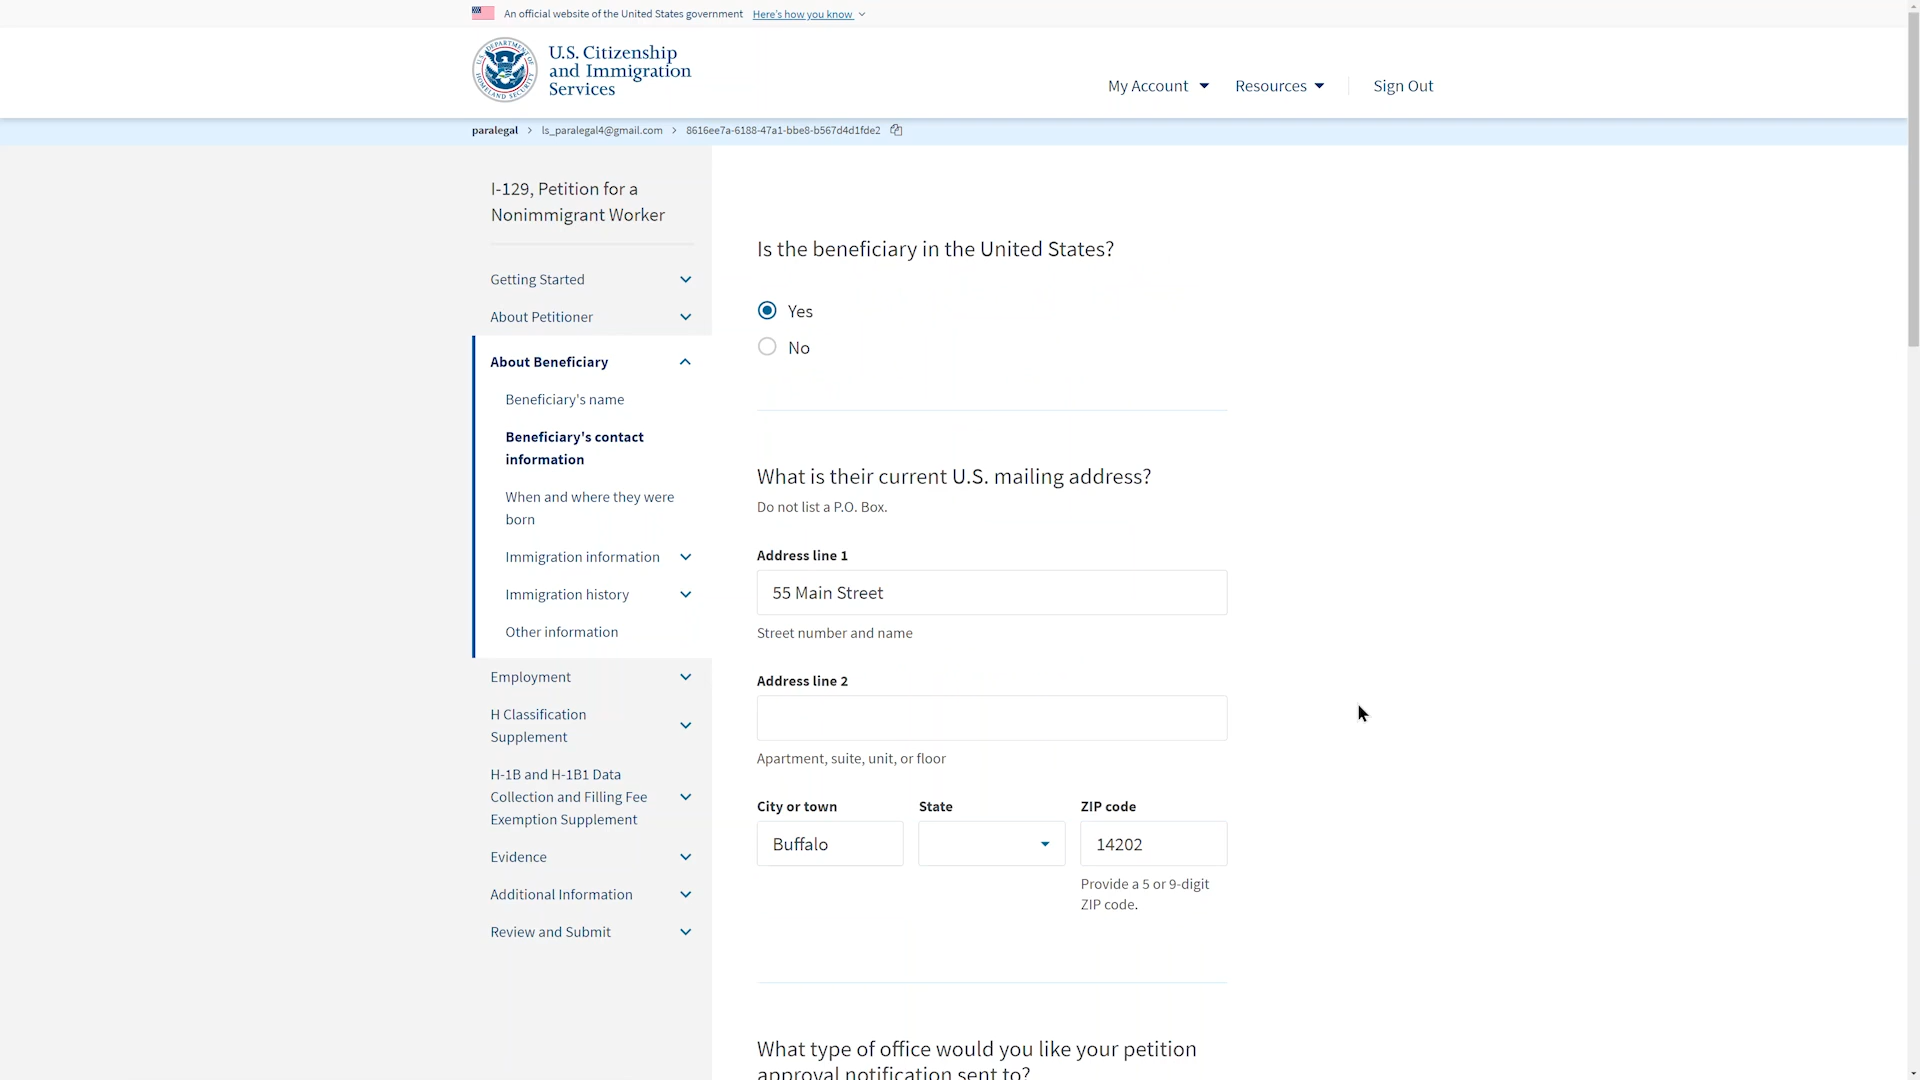 An official website of the United States government Here's how you know
U.S. Citizenship
and Immigration
Services
My Account Resources Sign Out
paralegal > ls_paralegal4@gmail.com > 8616ee7a-6188-47a1-bbe8-b567d4d1fde2
I-129, Petition for a
Nonimmigrant Worker
Getting Started
About Petitioner
About Beneficiary
Beneficiary's name
Beneficiary's contact
information
When and where they were
born
Immigration information
Immigration history
Other information
Employment
H Classification
Supplement
H-1B and H-1B1 Data
Collection and Filling Fee
Exemption Supplement
Evidence
Additional Information
Review and Submit
Is the beneficiary in the United States?
Yes
No
What is their current U.S. mailing address?
Do not list a P.O. Box.
Address line 1
55 Main Street
Street number and name
Address line 2
Apartment, suite, unit, or floor
City or town State ZIP code
Buffalo 14202
Provide a 5 or 9-digit
ZIP code.
What type of office would you like your petition
approval notification sent to?